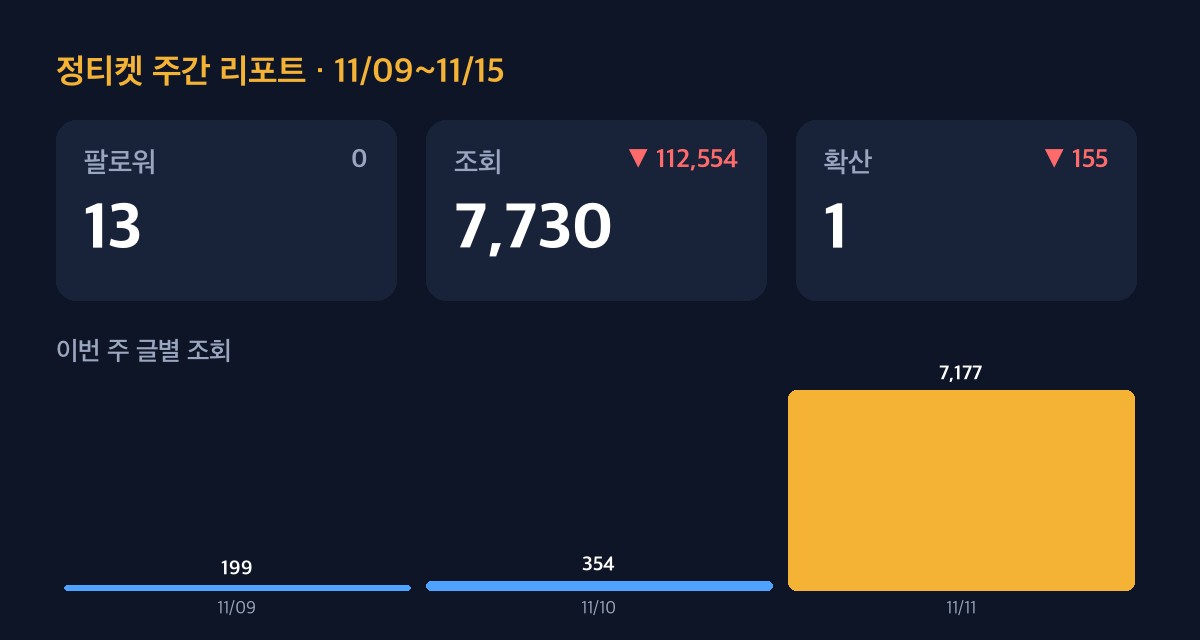 정티켓 주간 리포트 · 11/09~11/15
팔로워 0
13
조회 ▼ 112,554
7,730
확산 ▼ 155
1
이번 주 글별 조회
199
354
7,177
11/09
11/10
11/11